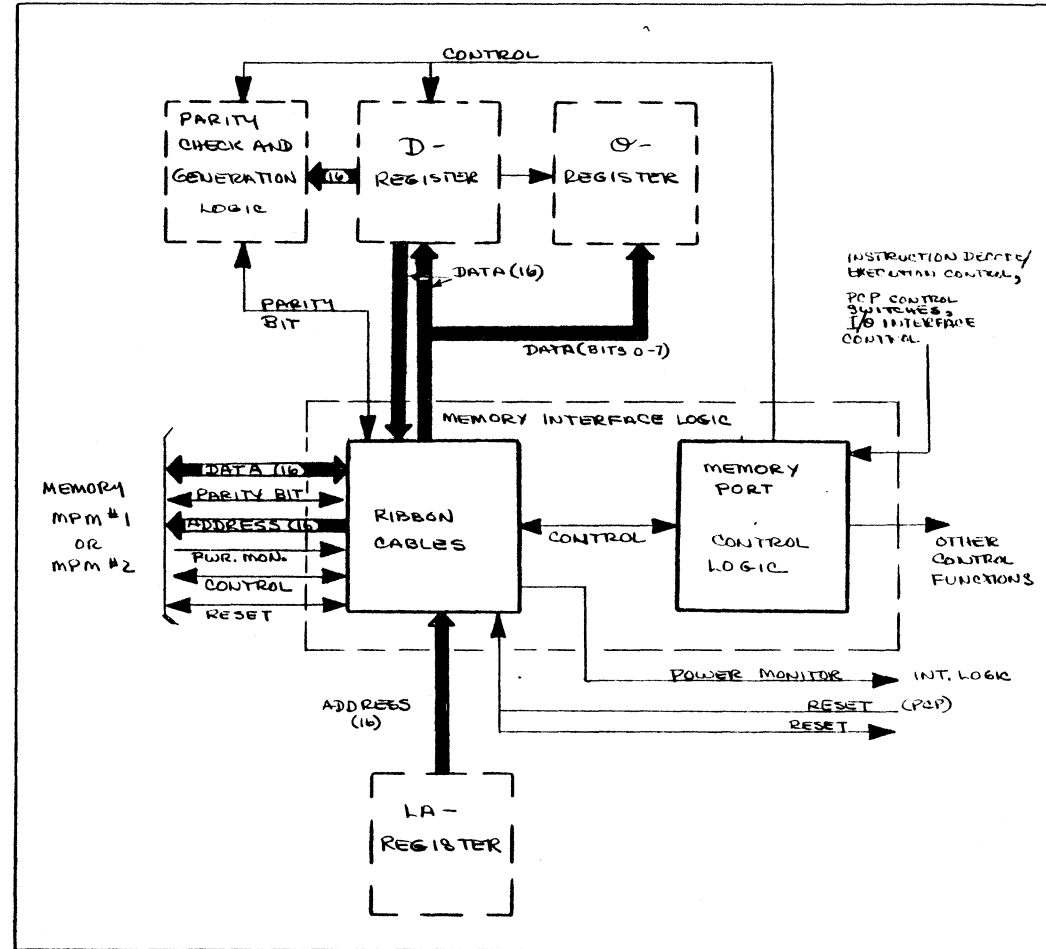 CONTROL
PARITY
CHECK AND
GENERATION
LOGIC
16
D-
REGISTER
O-
REGISTER
DATA (16)
PARITY
BIT
DATA (BITS 0-7)
INSTRUCTION DECODE/
EXECUTION CONTROL,
PCP CONTROL
SWITCHES,
I/O INTERFACE
CONTROL
MEMORY INTERFACE LOGIC
MEMORY
MPM #1
OR
MPM #2
DATA (16)
PARITY BIT
ADDRESS (16
PWR. MON.
CONTROL
RESET
RIBBON
CABLES
CONTROL
MEMORY
PORT
CONTROL
LOGIC
OTHER
CONTROL
FUNCTIONS
POWER MONITOR
INT. LOGIC
RESET (PCP)
RESET
ADDRESS
(16)
LA-
REGISTER